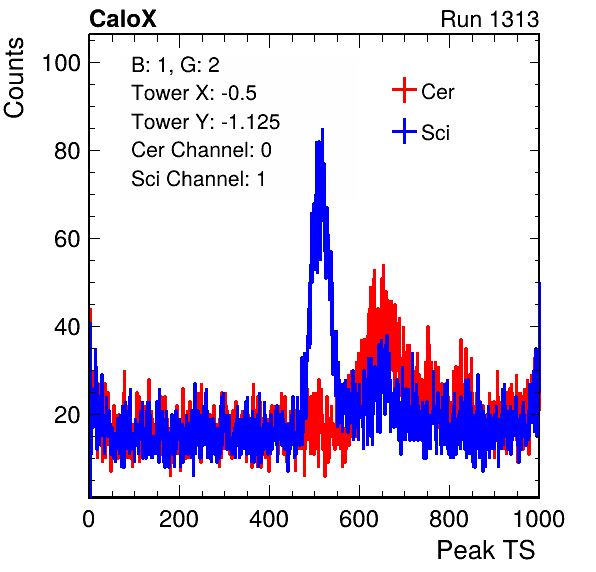 CaloX Run 1313
Counts
100
80
60
40
20
B: 1, G: 2
Tower X: -0.5
Tower Y: -1.125
Cer Channel: 0
Sci Channel: 1
Cer
Sci
0 200 400 600 800 1000
Peak TS